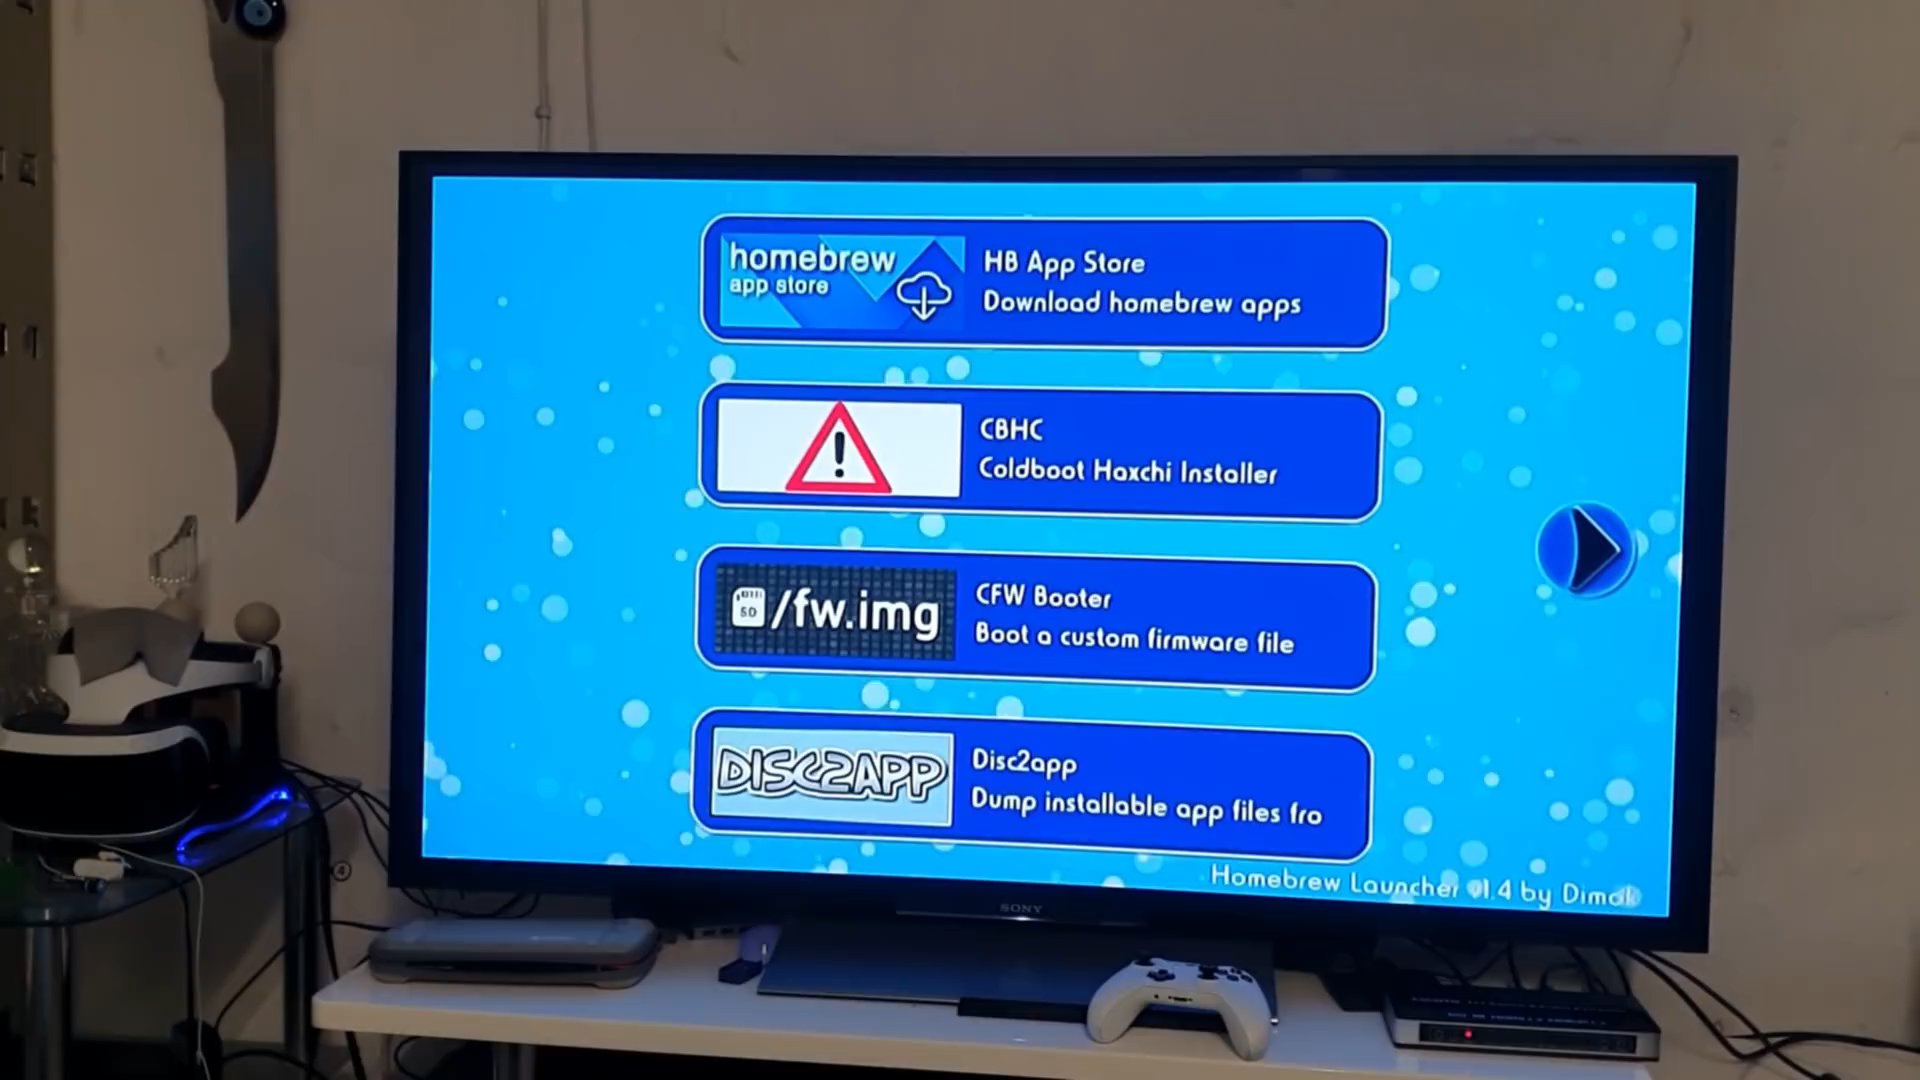 homebrew
app store
HB App Store
Download homebrew apps
CBHC
Coldboot Haxchi Installer
SD
/fw.img
CFW Booter
Boot a custom firmware file
DISC2APP
Disc2app
Dump installable app files fro
Homebrew Launcher v1.4 by Dimok
SONY